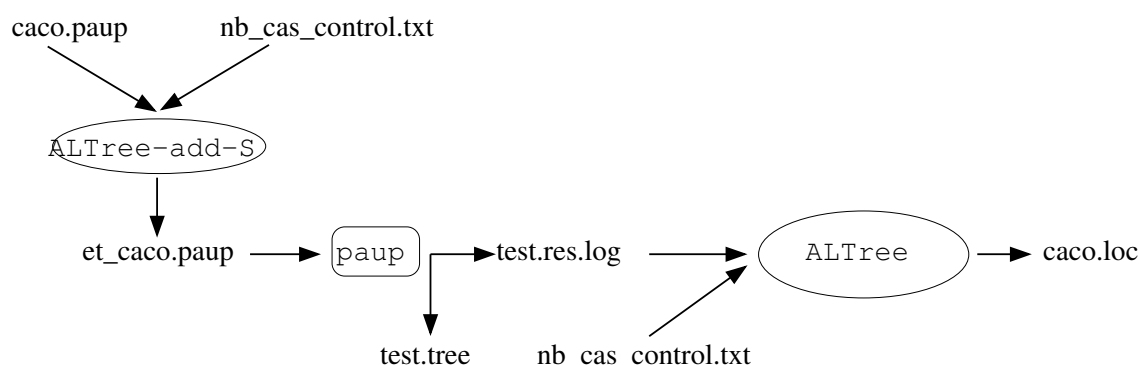 caco.paup
nb_cas_control.txt
ALTree-add-S
et_caco.paup
paup
test.res.log
ALTree
caco.loc
test.tree
nb cas control.txt